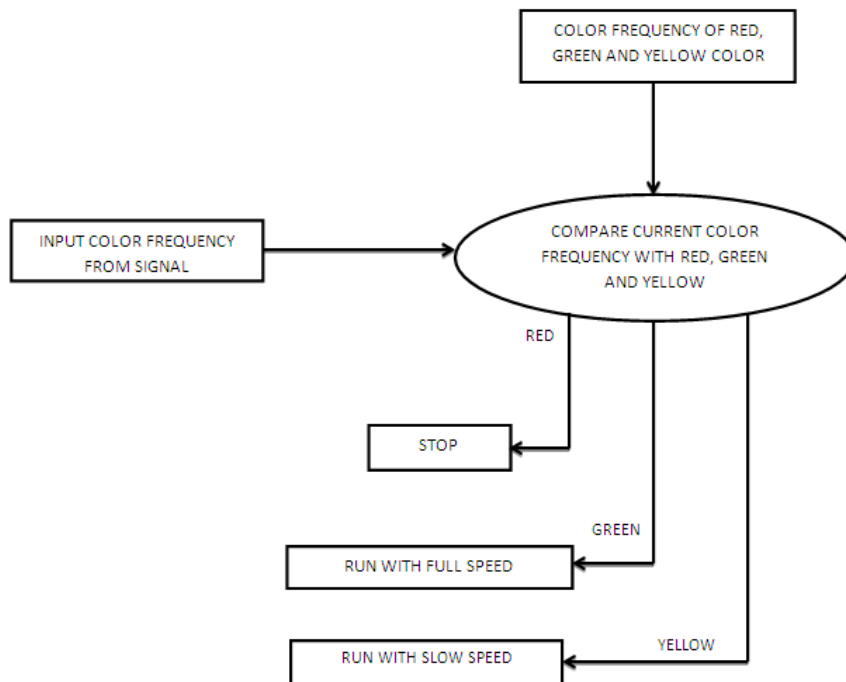 COLOR FREQUENCY OF RED,
GREEN AND YELLOW COLOR
INPUT COLOR FREQUENCY
FROM SIGNAL
COMPARE CURRENT COLOR
FREQUENCY WITH RED, GREEN
AND YELLOW
RED
STOP
GREEN
RUN WITH FULL SPEED
YELLOW
RUN WITH SLOW SPEED